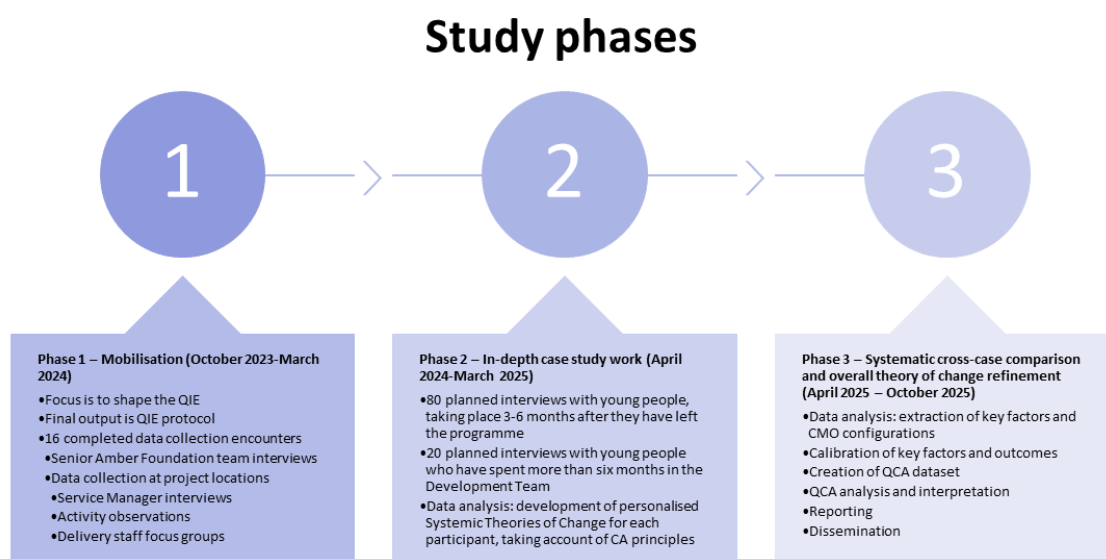 Study phases
1
2
3
Phase 1 – Mobilisation (October 2023-March
2024)
•Focus is to shape the QIE
•Final output is QIE protocol
•16 completed data collection encounters
•Senior Amber Foundation team interviews
•Data collection at project locations
•Service Manager interviews
•Activity observations
•Delivery staff focus groups
Phase 2 – In-depth case study work (April
2024-March 2025)
•80 planned interviews with young people,
taking place 3-6 months after they have left
the programme
•20 planned interviews with young people
who have spent more than six months in the
Development Team
•Data analysis: development of personalised
Systemic Theories of Change for each
participant, taking account of CA principles
Phase 3 – Systematic cross-case comparison
and overall theory of change refinement
(April 2025 – October 2025)
•Data analysis: extraction of key factors and
CMO configurations
•Calibration of key factors and outcomes
•Creation of QCA dataset
•QCA analysis and interpretation
•Reporting
•Dissemination